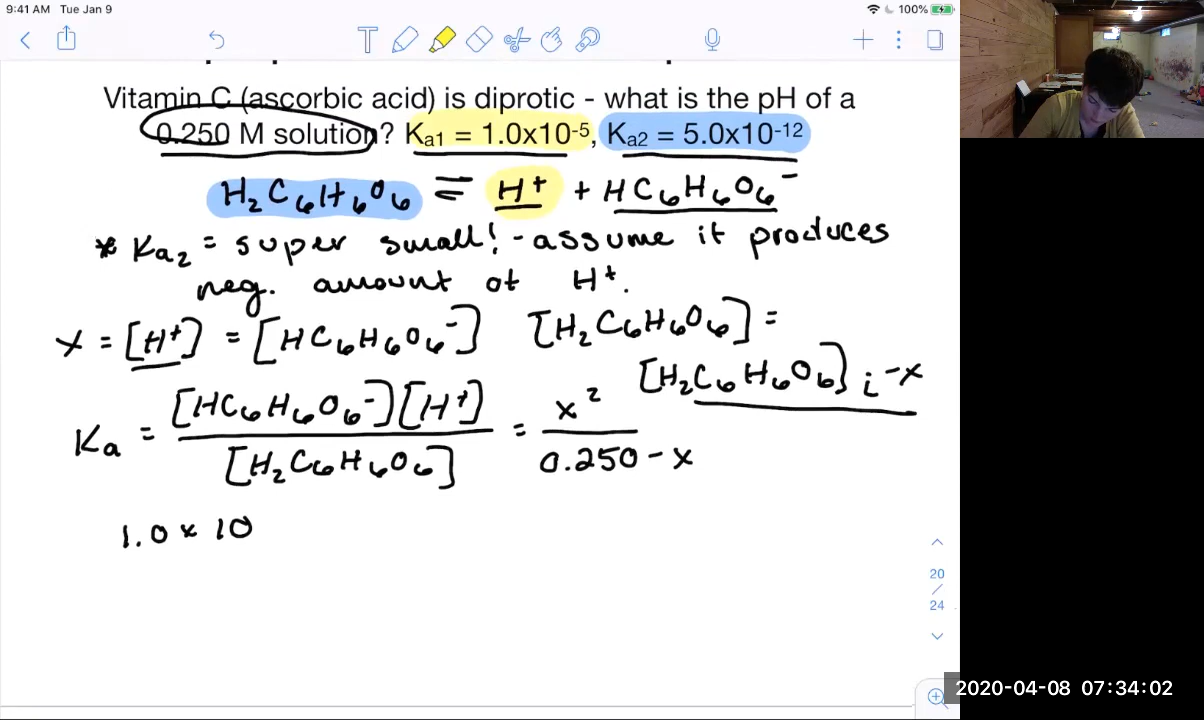 9:41 AM Tue Jan 9
100%
Vitamin C (ascorbic acid) is diprotic - what is the pH of a
0.250 M solution? Ka1 = 1.0x10-5, Ka2 = 5.0x10-12
H2C6H6O6 ⇌ H+ + HC6H6O6-
* Ka2 = super small! - assume it produces
neg. amount of H+.
x = [H+] = [HC6H6O6-] [H2C6H6O6] =
[H2C6H6O6]i -x
Ka = [HC6H6O6-][H+] / [H2C6H6O6] = x2 / 0.250 - x
1.0 x 10
20
/
24
2020-04-08 07:34:02